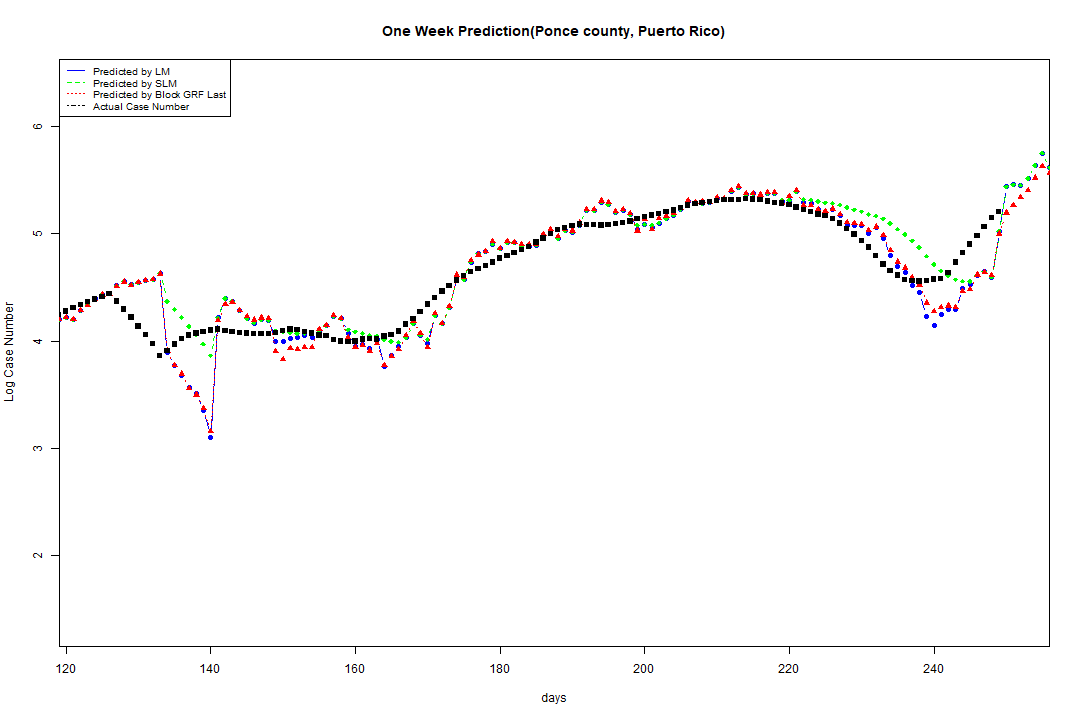 One Week Prediction(Ponce county, Puerto Rico)
Predicted by LM
Predicted by SLM
Predicted by Block GRF Last
Actual Case Number
6
5
4
3
2
Log Case Number
120 140 160 180 200 220 240
days